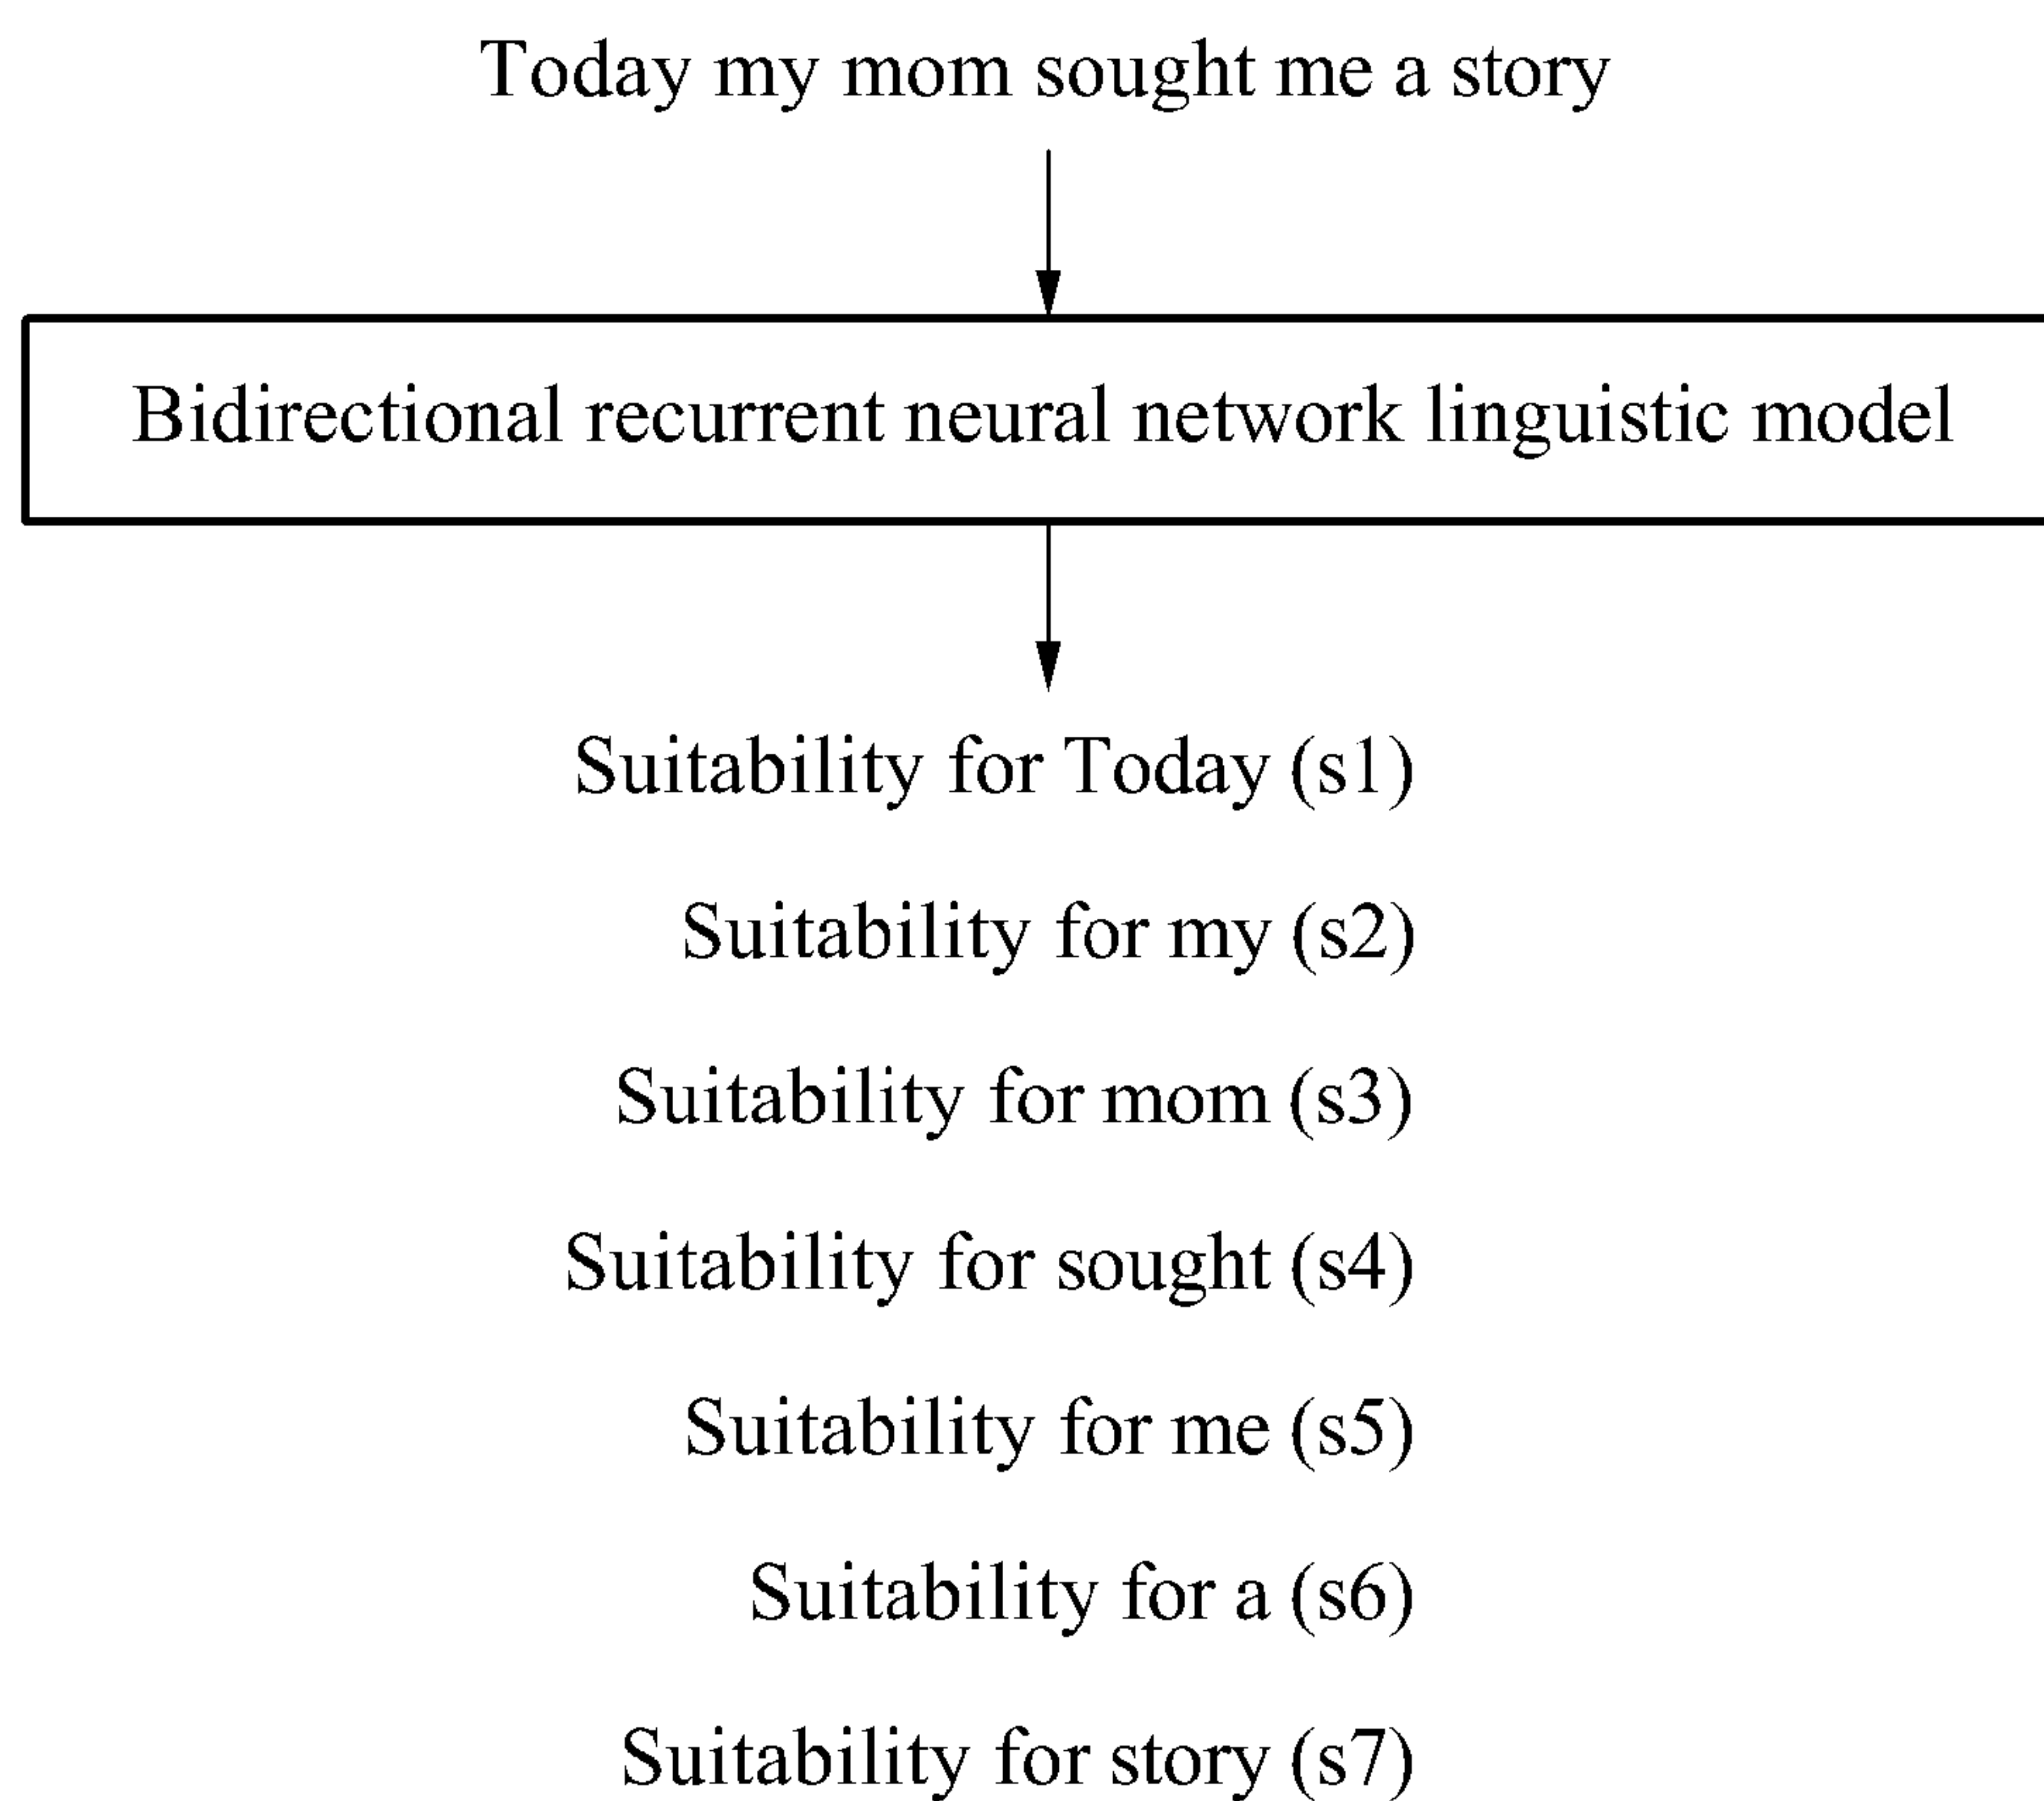 Today my mom sought me a story
Bidirectional recurrent neural network linguistic model
Suitability for Today (s1)
Suitability for my (s2)
Suitability for mom (s3)
Suitability for sought (s4)
Suitability for me (s5)
Suitability for a (s6)
Suitability for story (s7)